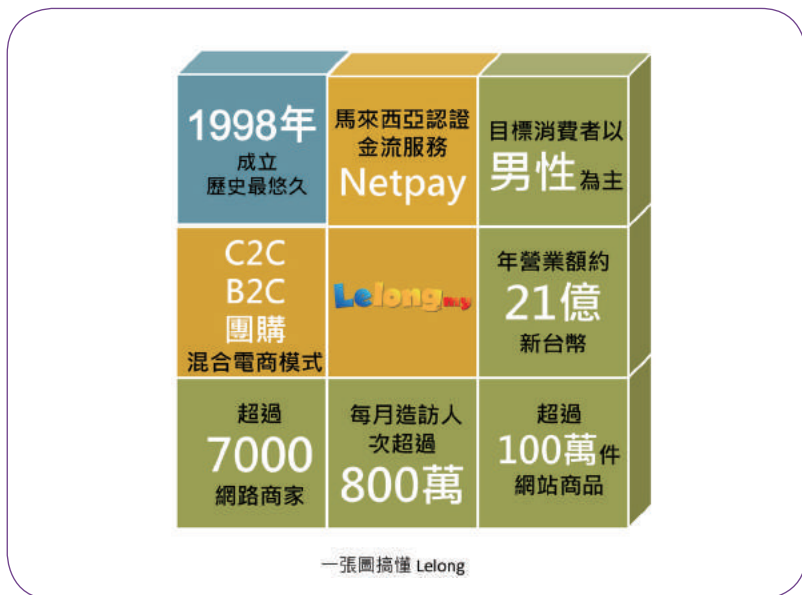 1998年
成立
歷史最悠久
馬來西亞認證
金流服務
Netpay
目標消費者以
男性為主
C2C
B2C
團購
混合電商模式
Lelong.my
年營業額約
21億
新台幣
超過
7000
網路商家
每月造訪人
次超過
800萬
超過
100萬件
網站商品
一張圖搞懂 Lelong